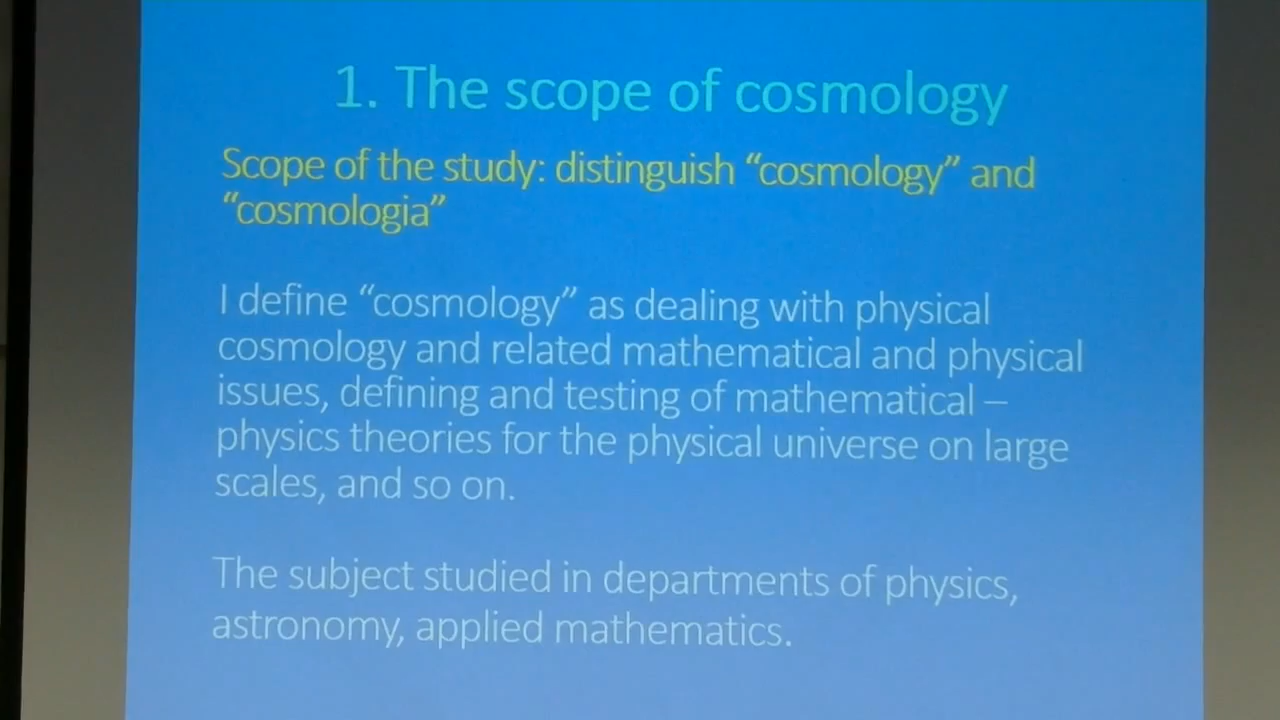 1. The scope of cosmology
Scope of the study: distinguish “cosmology” and
“cosmologia”
I define “cosmology” as dealing with physical
cosmology and related mathematical and physical
issues, defining and testing of mathematical –
physics theories for the physical universe on large
scales, and so on.
The subject studied in departments of physics,
astronomy, applied mathematics.